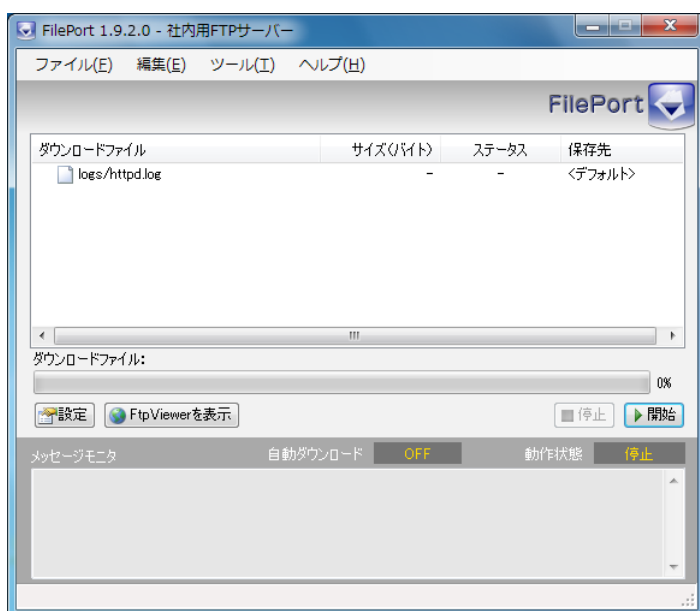 FilePort 1.9.2.0 - 社内用FTPサーバー
ファイル(F) 編集(E) ツール(T) ヘルプ(H)
FilePort
ダウンロードファイル サイズ(バイト) ステータス 保存先
logs/httpd.log - - <デフォルト>
ダウンロードファイル:
0%
設定 FtpViewerを表示 停止 開始
メッセージモニタ 自動ダウンロード OFF 動作状態 停止